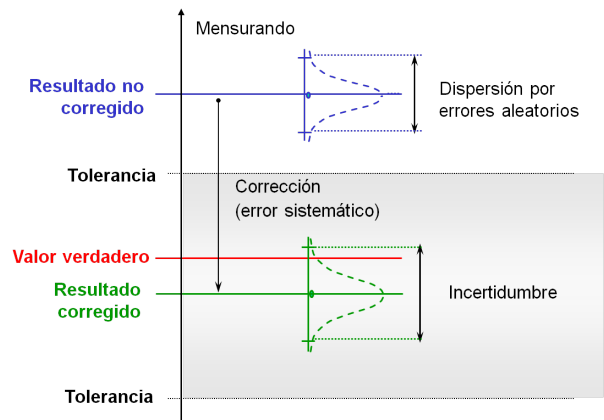 Mensurando
Resultado no
corregido
Dispersión por
errores aleatorios
Tolerancia
Corrección
(error sistemático)
Valor verdadero
Resultado
corregido
Incertidumbre
Tolerancia